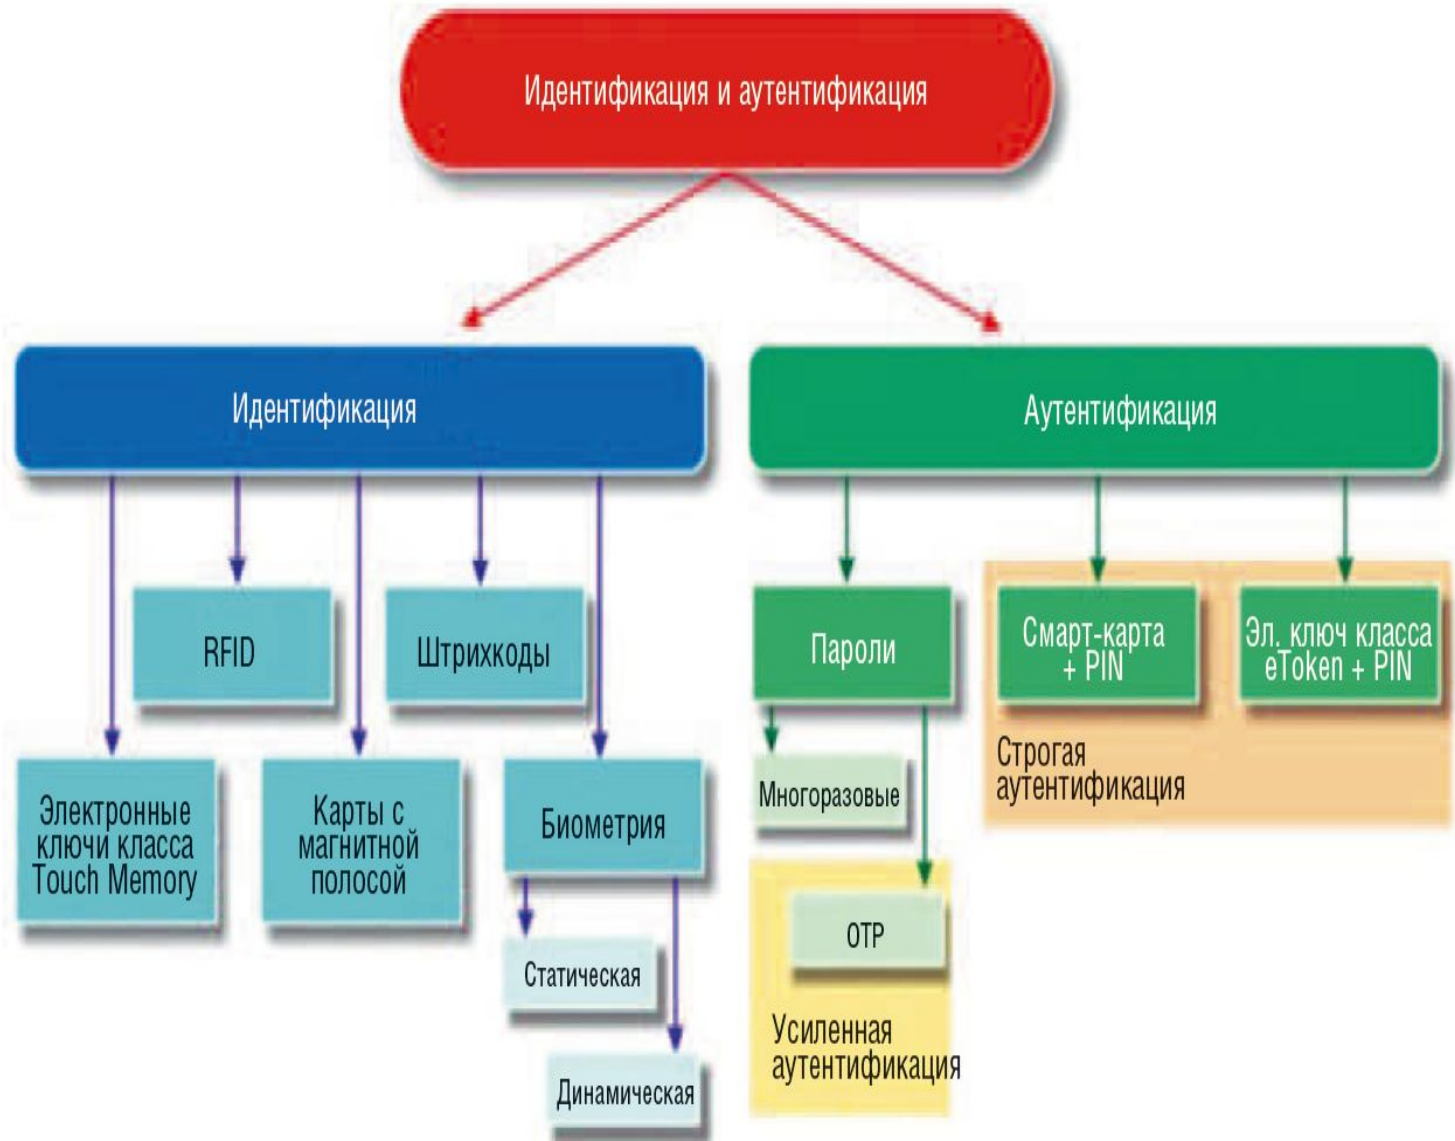 Идентификация и аутентификация
Идентификация
Аутентификация
RFID
Штрихкоды
Электронные
ключи класса
Touch Memory
Карты с
магнитной
полосой
Биометрия
Статическая
Динамическая
Пароли
Смарт-карта
+ PIN
Эл. ключ класса
eToken + PIN
Строгая
аутентификация
Многоразовые
OTP
Усиленная
аутентификация